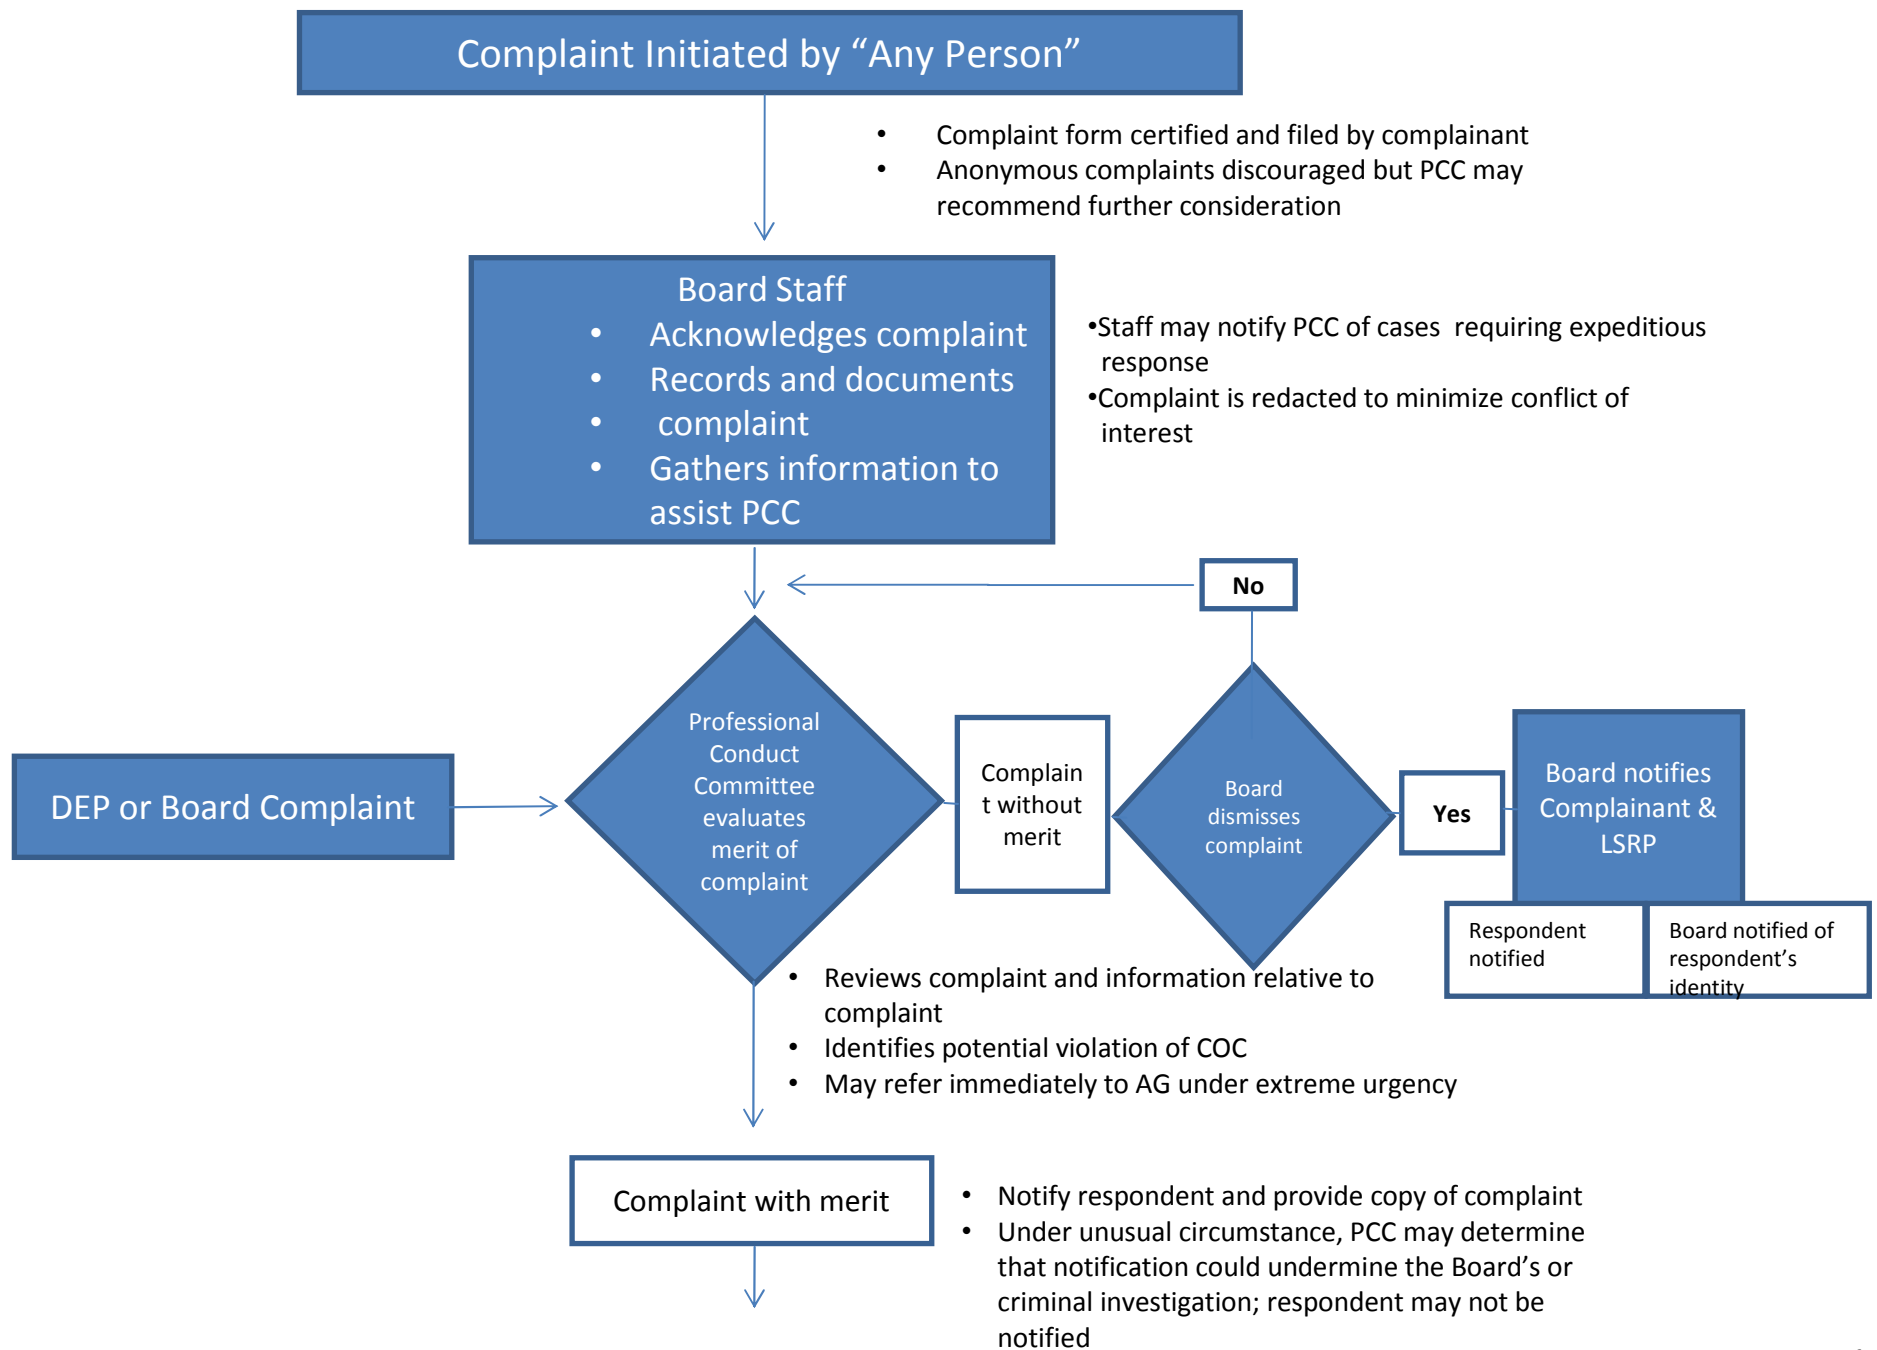 Complaint Initiated by “Any Person”
• Complaint form certified and filed by complainant
• Anonymous complaints discouraged but PCC may
recommend further consideration
Board Staff
• Acknowledges complaint
• Records and documents
• complaint
• Gathers information to
assist PCC
•Staff may notify PCC of cases requiring expeditious
response
•Complaint is redacted to minimize conflict of
interest
No
DEP or Board Complaint
Professional
Conduct
Committee
evaluates
merit of
complaint
Complain
t without
merit
Board
dismisses
complaint
Yes
Board notifies
Complainant &
LSRP
Respondent
notified
Board notified of
respondent’s
identity
• Reviews complaint and information relative to
complaint
• Identifies potential violation of COC
• May refer immediately to AG under extreme urgency
Complaint with merit
• Notify respondent and provide copy of complaint
• Under unusual circumstance, PCC may determine
that notification could undermine the Board’s or
criminal investigation; respondent may not be
notified